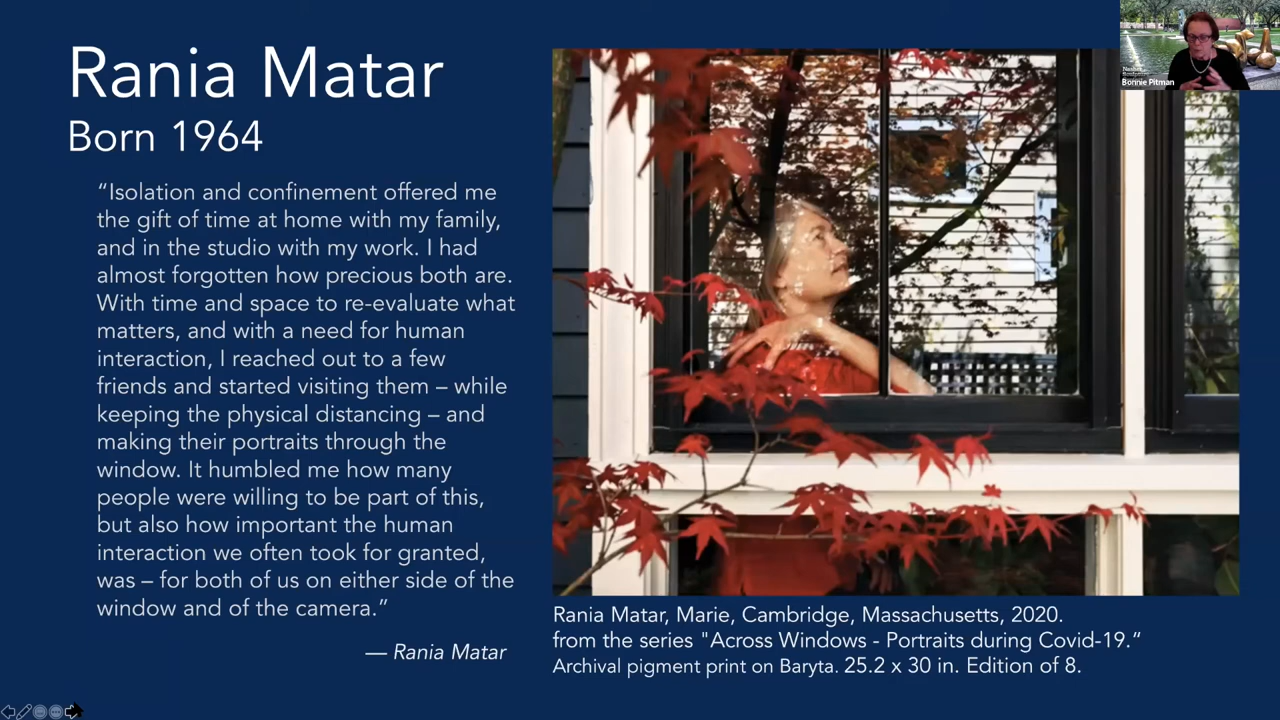 Rania Matar
Born 1964
“Isolation and confinement offered me
the gift of time at home with my family,
and in the studio with my work. I had
almost forgotten how precious both are.
With time and space to re-evaluate what
matters, and with a need for human
interaction, I reached out to a few
friends and started visiting them – while
keeping the physical distancing – and
making their portraits through the
window. It humbled me how many
people were willing to be part of this,
but also how important the human
interaction we often took for granted,
was – for both of us on either side of the
window and of the camera.”
— Rania Matar
Rania Matar, Marie, Cambridge, Massachusetts, 2020.
from the series "Across Windows - Portraits during Covid-19.“
Archival pigment print on Baryta. 25.2 x 30 in. Edition of 8.
Bonnie Pitman